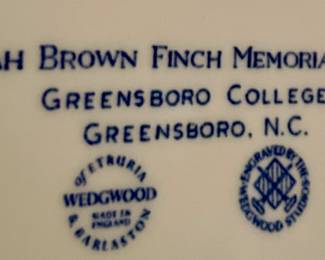 AH BROWN FINCH MEMORIA
GREENSBORO COLLEGE
GREENSBORO, N.C.
OF ETRURIA
WEDGWOOD
MADE IN
ENGLAND
& BARLASTON
ENGRAVED BY THE
WEDGWOOD STUDIOS